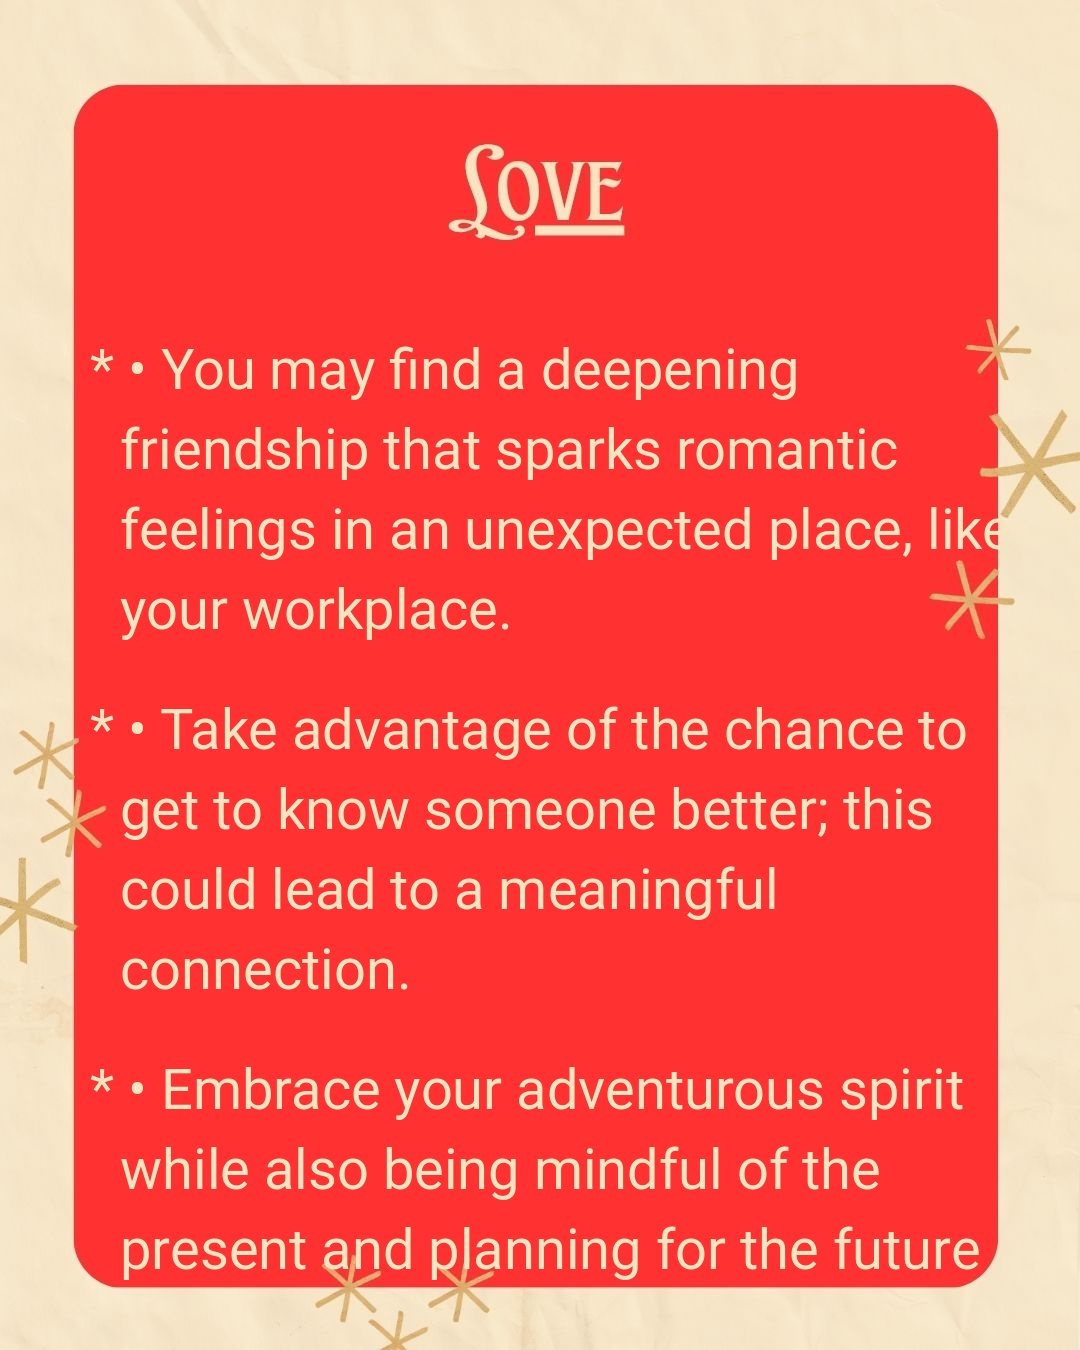 Love
* • You may find a deepening
friendship that sparks romantic
feelings in an unexpected place, like
your workplace.
* • Take advantage of the chance to
get to know someone better; this
could lead to a meaningful
connection.
* • Embrace your adventurous spirit
while also being mindful of the
present and planning for the future